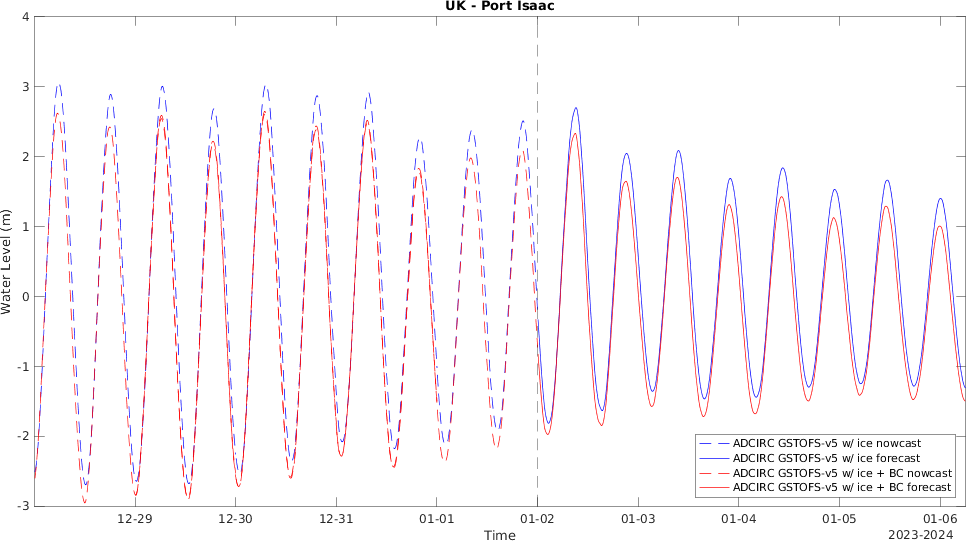 UK - Port Isaac
4
3
2
1
0
-1
-2
-3
Water Level (m)
12-29
12-30
12-31
01-01
01-02
01-03
01-04
01-05
01-06
Time
2023-2024
ADCIRC GSTOFS-v5 w/ ice nowcast
ADCIRC GSTOFS-v5 w/ ice forecast
ADCIRC GSTOFS-v5 w/ ice + BC nowcast
ADCIRC GSTOFS-v5 w/ ice + BC forecast